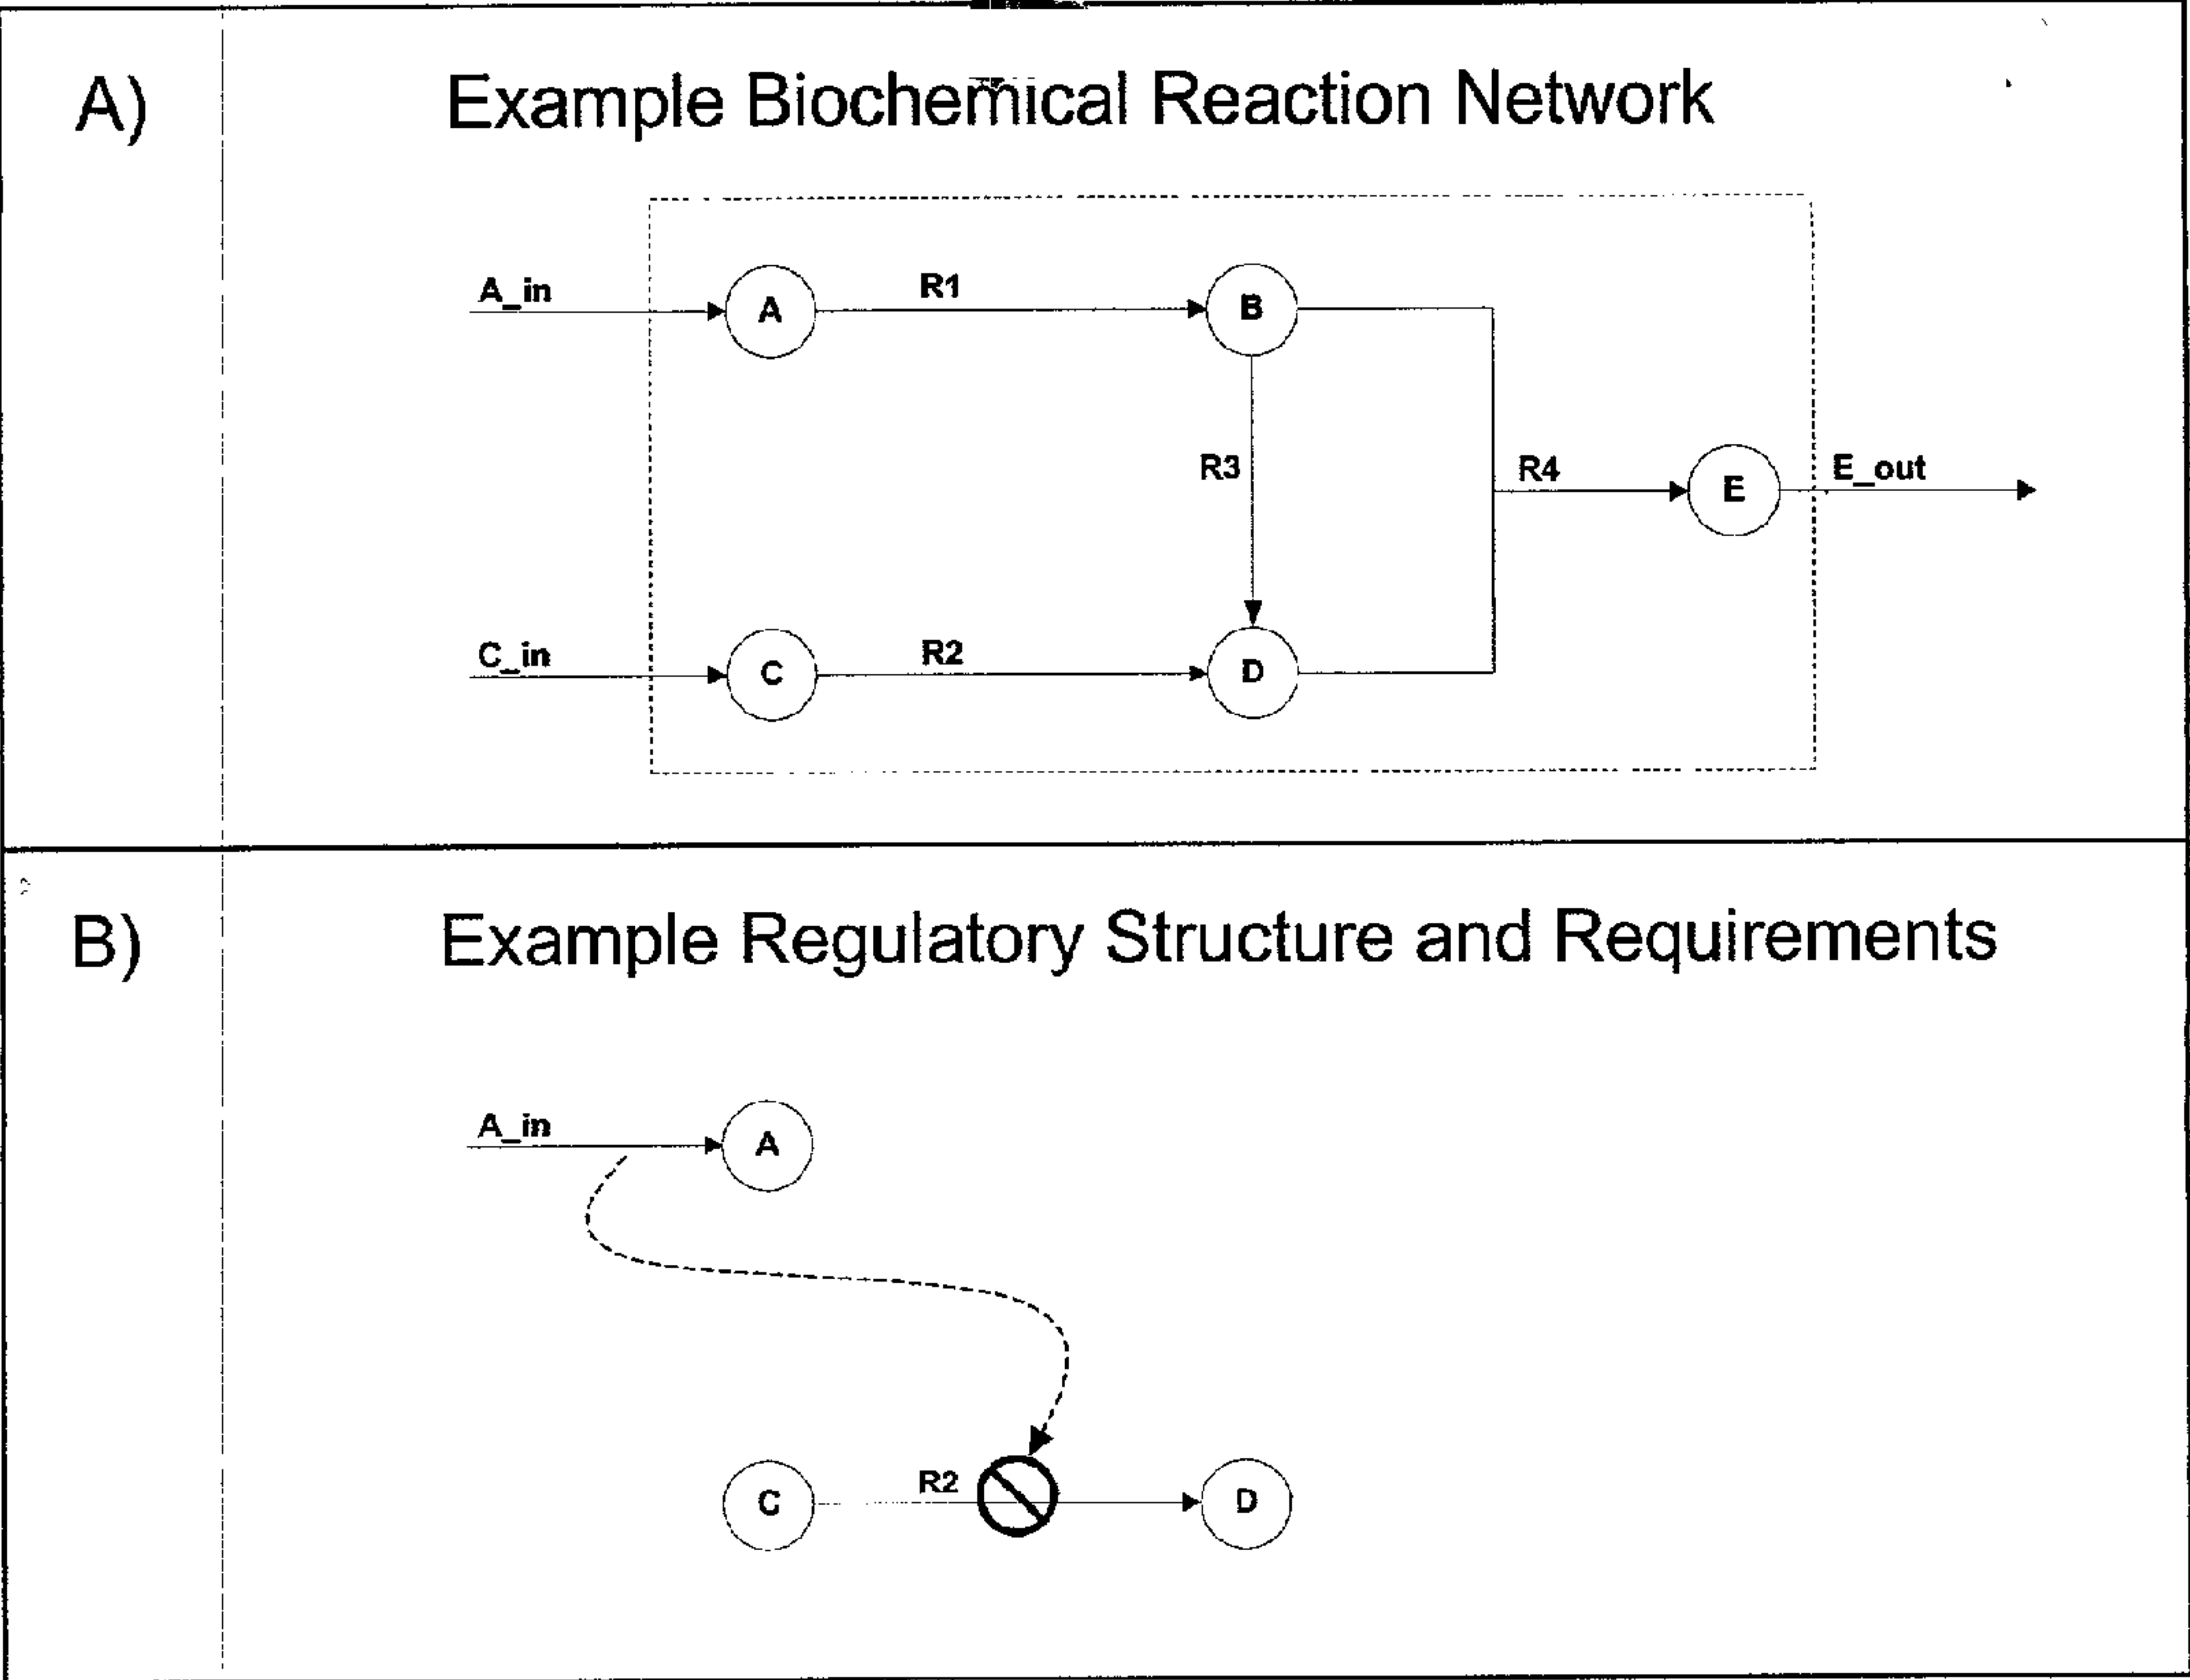 A)
Example Biochemical Reaction Network
A_in
A
R1
B
R3
R4
E
E_out
C_in
C
R2
D
B)
Example Regulatory Structure and Requirements
A_in
A
C
R2
D